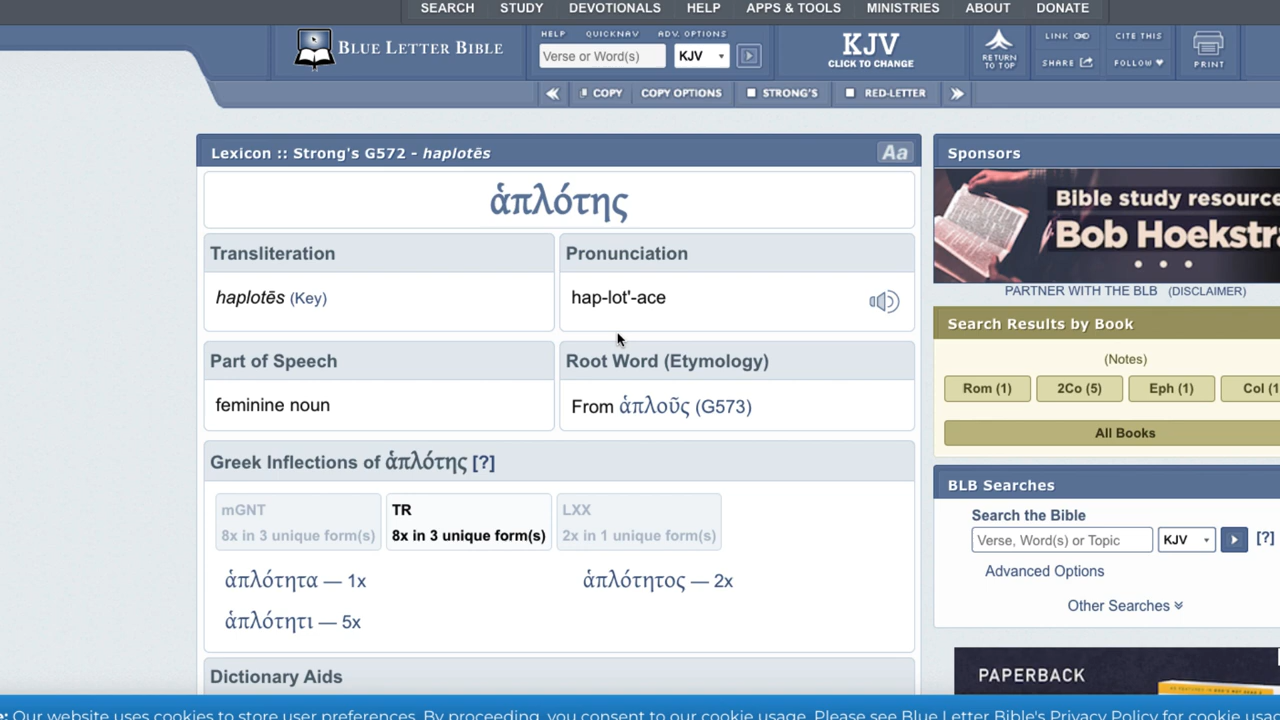 SEARCH STUDY DEVOTIONALS HELP APPS & TOOLS MINISTRIES ABOUT DONATE
BLUE LETTER BIBLE
HELP QUICKNAV ADV. OPTIONS
Verse or Word(s) KJV
KJV
CLICK TO CHANGE
RETURN
TO TOP
LINK CITE THIS
SHARE FOLLOW
PRINT
COPY COPY OPTIONS STRONG'S RED-LETTER
Lexicon :: Strong's G572 - haplotēs
Aa
ἁπλότης
Transliteration
haplotēs (Key)
Pronunciation
hap-lot'-ace
Part of Speech
feminine noun
Root Word (Etymology)
From ἁπλοῦς (G573)
Greek Inflections of ἁπλότης [?]
mGNT
8x in 3 unique form(s)
TR
8x in 3 unique form(s)
LXX
2x in 1 unique form(s)
ἁπλότητα — 1x
ἁπλότητος — 2x
ἁπλότητι — 5x
Dictionary Aids
Sponsors
Bible study resource
Bob Hoekstr
PARTNER WITH THE BLB (DISCLAIMER)
Search Results by Book
(Notes)
Rom (1) 2Co (5) Eph (1) Col (1
All Books
BLB Searches
Search the Bible
Verse, Word(s) or Topic KJV [?]
Advanced Options
Other Searches
PAPERBACK
e: Our website uses cookies to store user preferences. By proceeding, you consent to our cookie usage. Please see Blue Letter Bible's Privacy Policy for cookie usag